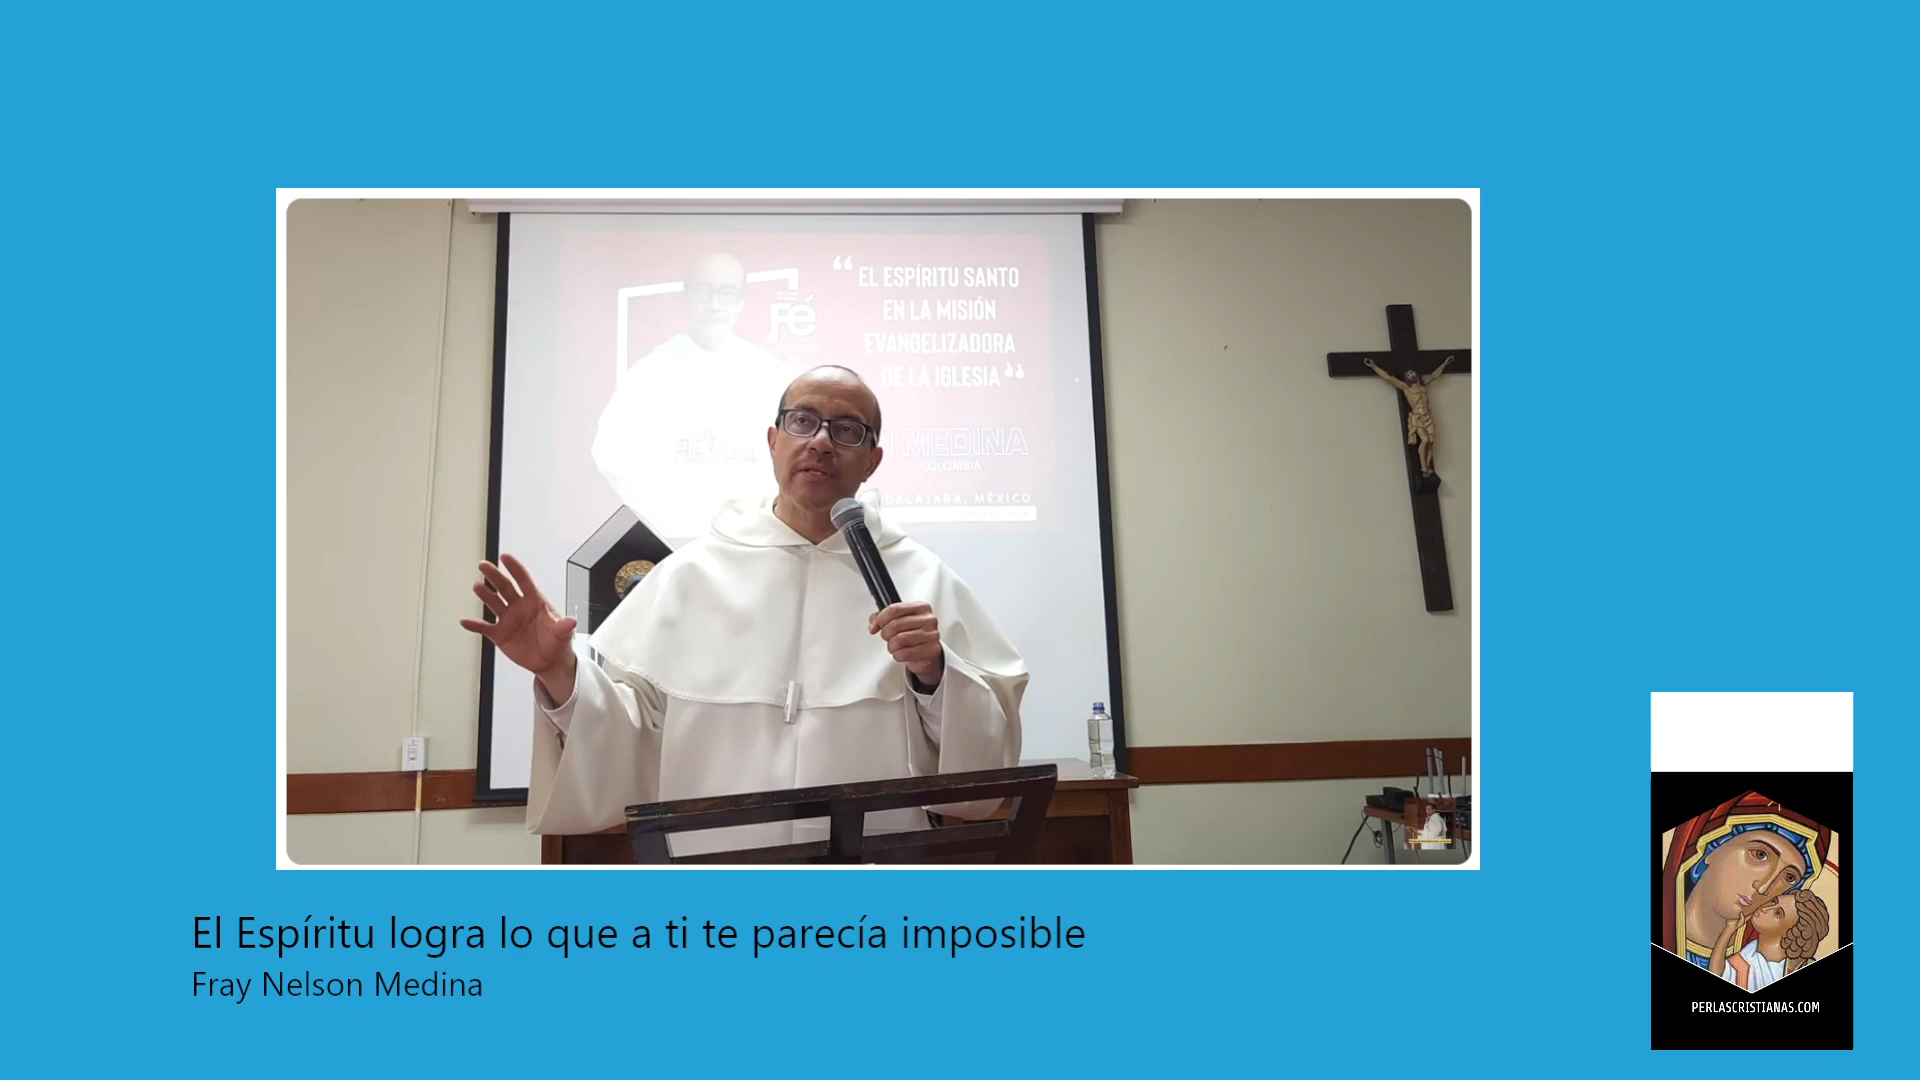 “ EL ESPÍRITU SANTO
EN LA MISIÓN
EVANGELIZADORA
DE LA IGLESIA ”
Fé
MEDINA
COLOMBIA
DALAJARA, MÉXICO
El Espíritu logra lo que a ti te parecía imposible
Fray Nelson Medina
PERLASCRISTIANAS.COM